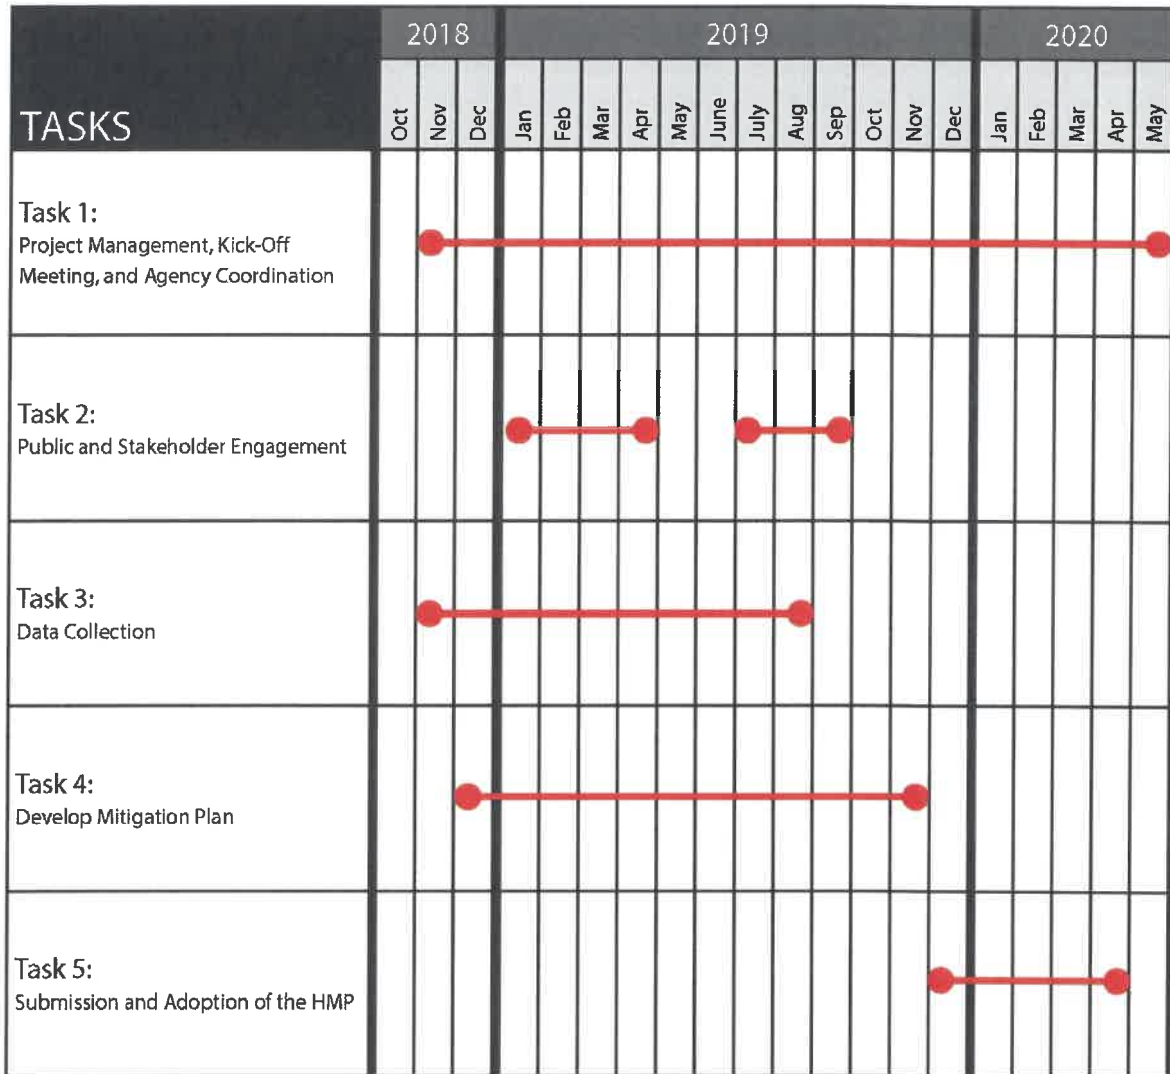 2018 2019 2020
TASKS
Oct Nov Dec Jan Feb Mar Apr May June July Aug Sep Oct Nov Dec Jan Feb Mar Apr May
Task 1:
Project Management, Kick-Off
Meeting, and Agency Coordination
Task 2:
Public and Stakeholder Engagement
Task 3:
Data Collection
Task 4:
Develop Mitigation Plan
Task 5:
Submission and Adoption of the HMP